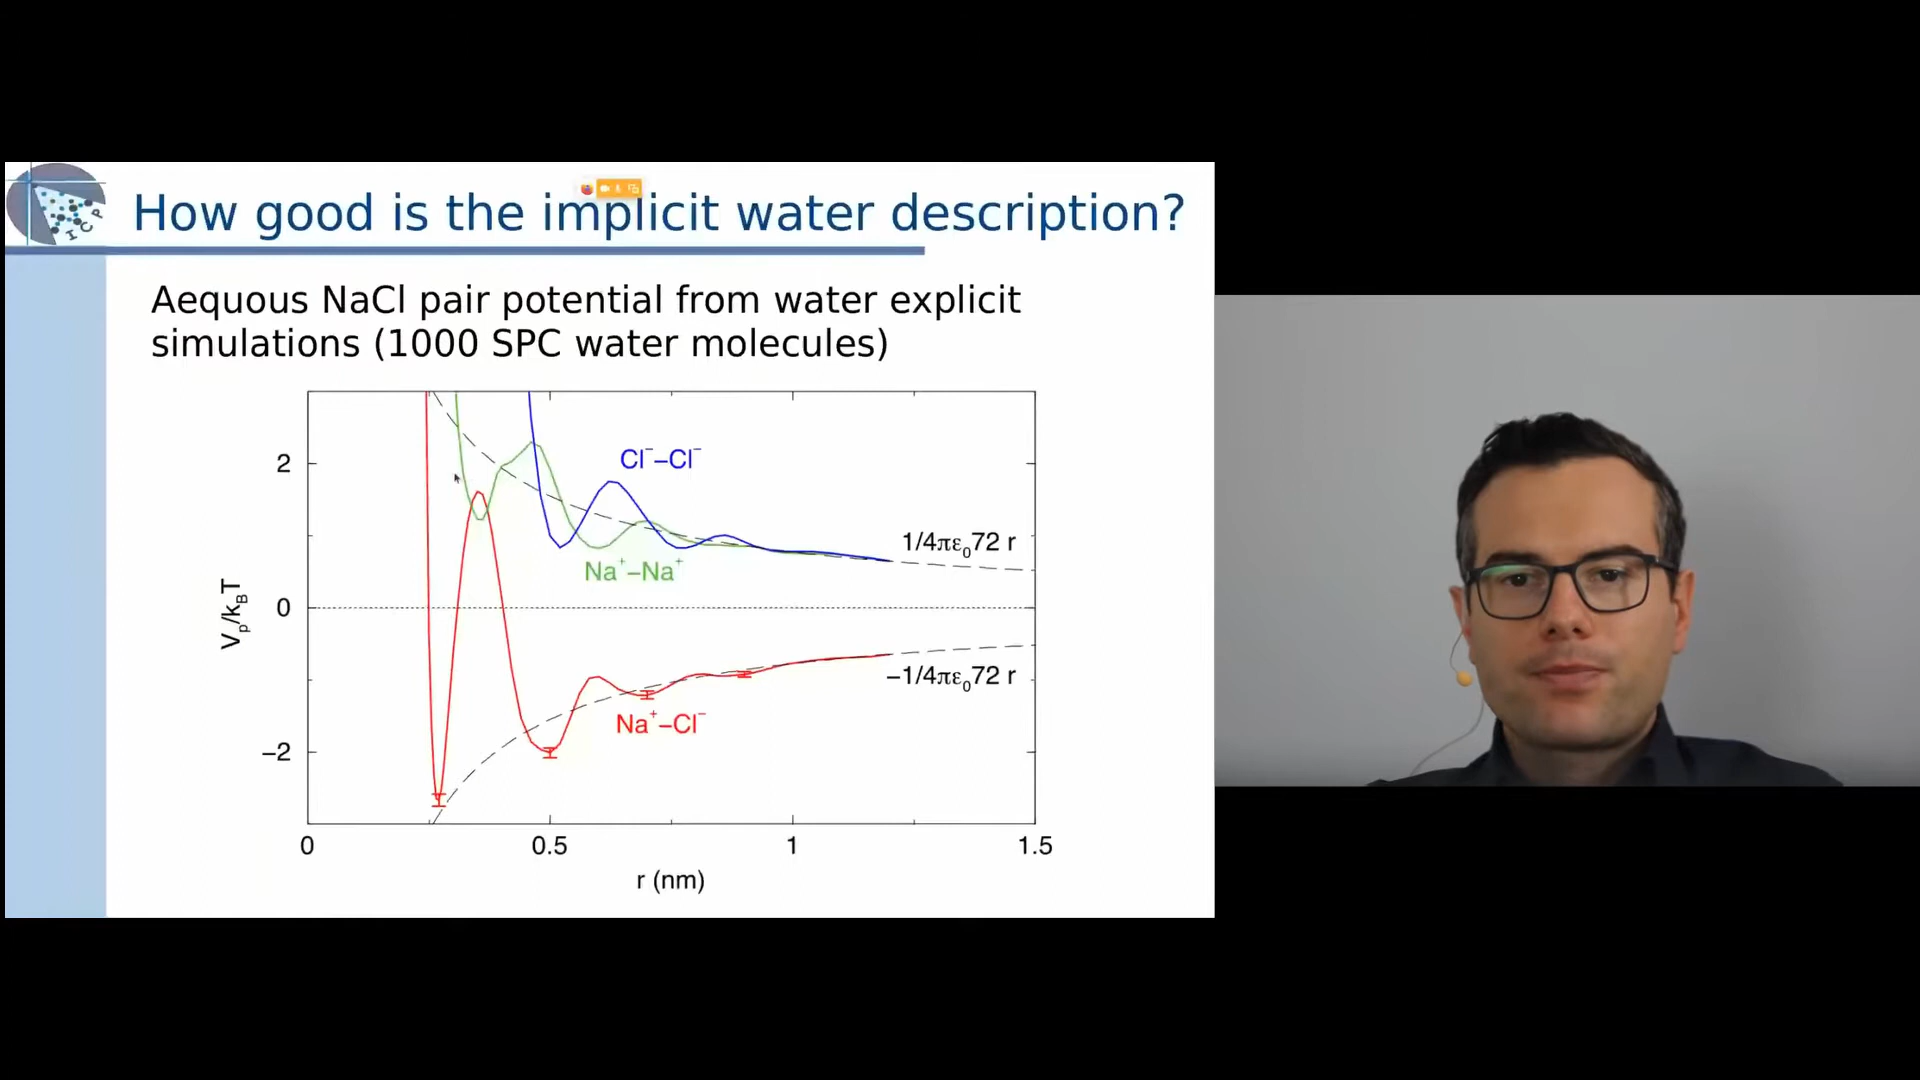 I C P
How good is the implicit water description?
Aequous NaCl pair potential from water explicit
simulations (1000 SPC water molecules)
2
0
−2
Vp/kBT
Cl⁻–Cl⁻
Na⁺–Na⁺
1/4πε₀72 r
−1/4πε₀72 r
Na⁺–Cl⁻
0
0.5
1
1.5
r (nm)